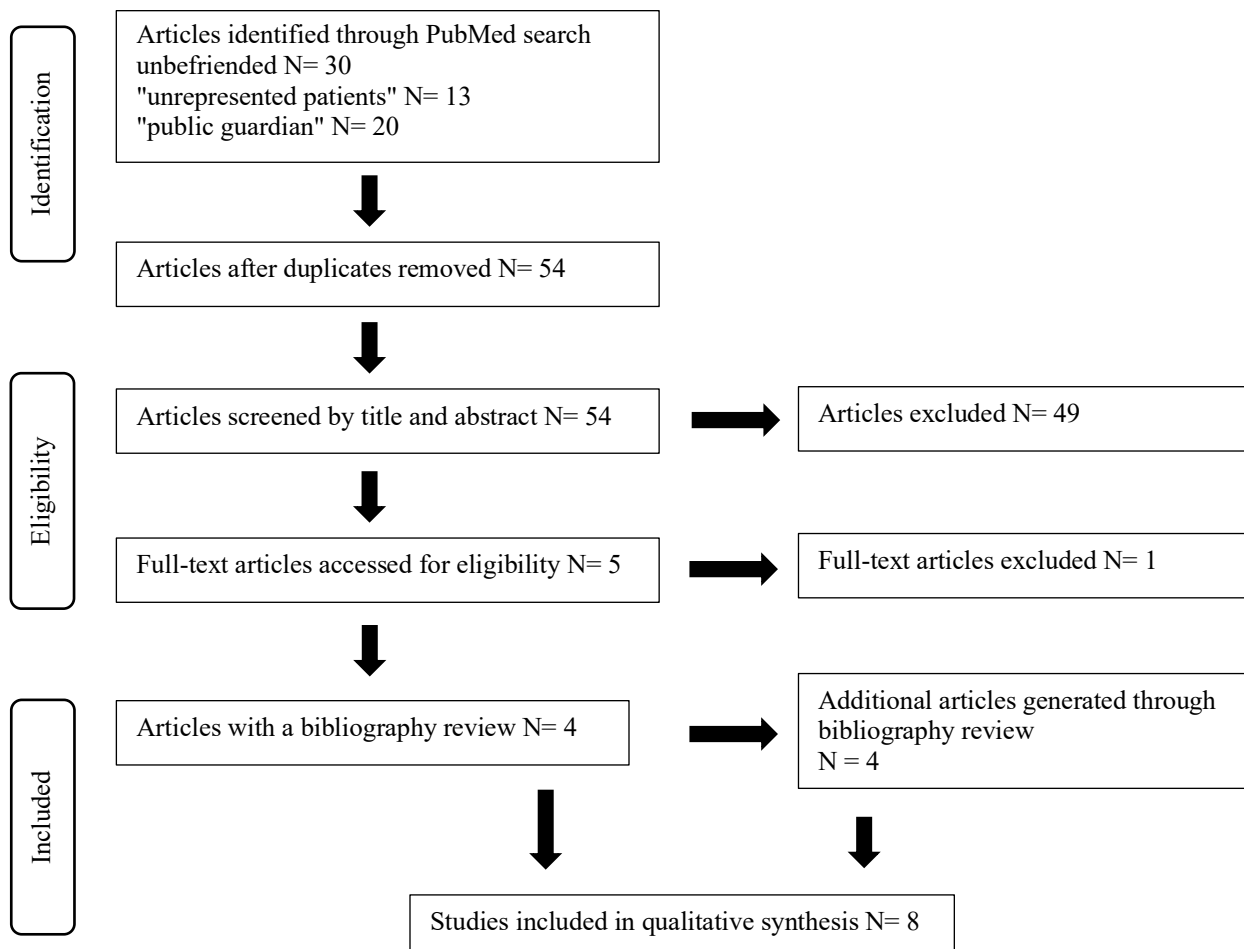 Identification
Articles identified through PubMed search
unbefriended N= 30
"unrepresented patients" N= 13
"public guardian" N= 20
Articles after duplicates removed N= 54
Eligibility
Articles screened by title and abstract N= 54
Articles excluded N= 49
Full-text articles accessed for eligibility N= 5
Full-text articles excluded N= 1
Included
Articles with a bibliography review N= 4
Additional articles generated through
bibliography review
N = 4
Studies included in qualitative synthesis N= 8